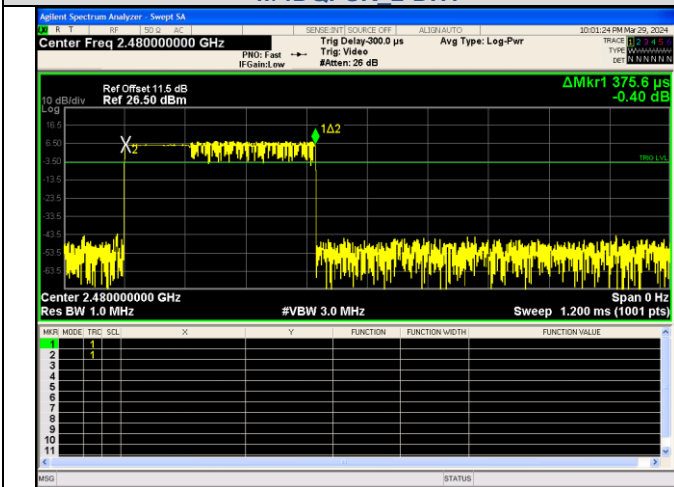 Agilent Spectrum Analyzer - Swept SA
R T RF 50 Ω AC SENSE:INT SOURCE OFF ALIGNAUTO 10:01:24 PM Mar 29, 2024
Center Freq 2.480000000 GHz
PNO: Fast
IFGain:Low
Trig Delay-300.0 µs
Trig: Video
#Atten: 26 dB
Avg Type: Log-Pwr
TRACE 1 2 3 4 5 6
TYPE
DET N N N N N N
ΔMkr1 375.6 µs
-0.40 dB
Ref Offset 11.5 dB
10 dB/div Ref 26.50 dBm
Log
16.5
6.50
-3.50
-13.5
-23.5
-33.5
-43.5
-53.5
-63.5
X2
1Δ2
TRIG LVL
Center 2.480000000 GHz Span 0 Hz
Res BW 1.0 MHz #VBW 3.0 MHz Sweep 1.200 ms (1001 pts)
MKR MODE TRC SCL X Y FUNCTION FUNCTION WIDTH FUNCTION VALUE
1 1
2 1
3
4
5
6
7
8
9
10
11
MSG STATUS